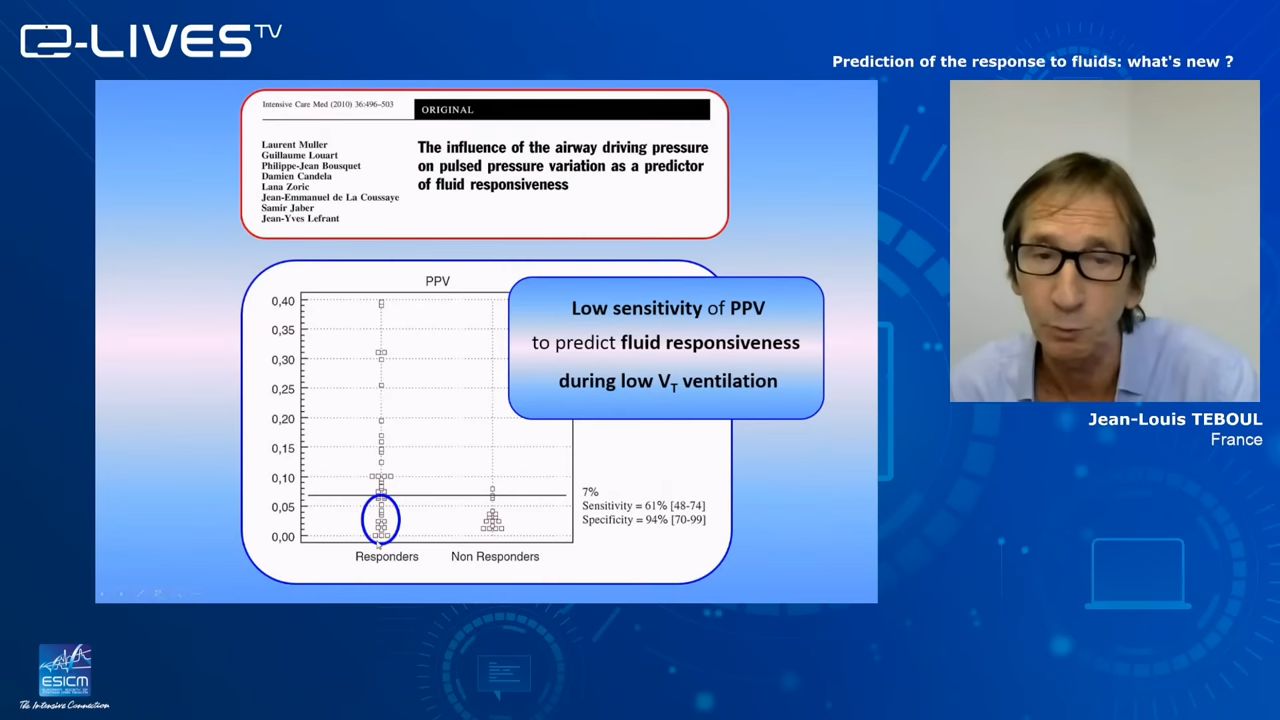 e-LIVES TV
Prediction of the response to fluids: what's new ?
Intensive Care Med (2010) 36:496–503
ORIGINAL
Laurent Muller
Guillaume Louart
Philippe-Jean Bousquet
Damien Candela
Lana Zoric
Jean-Emmanuel de La Coussaye
Samir Jaber
Jean-Yves Lefrant
The influence of the airway driving pressure
on pulsed pressure variation as a predictor
of fluid responsiveness
PPV
0,40
0,35
0,30
0,25
0,20
0,15
0,10
0,05
0,00
Responders
Non Responders
Low sensitivity of PPV
to predict fluid responsiveness
during low VT ventilation
7%
Sensitivity = 61% [48-74]
Specificity = 94% [70-99]
Jean-Louis TEBOUL
France
ESICM
The Intensive Connection